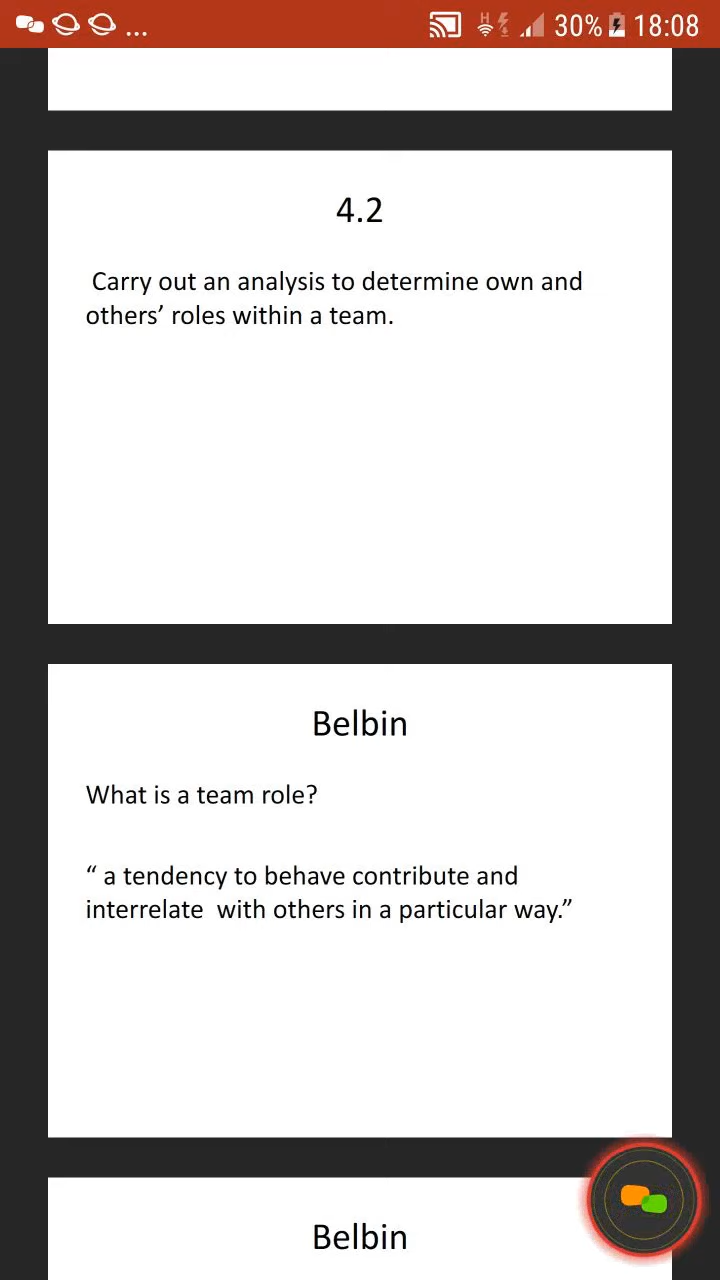 ... 30% 18:08
4.2
Carry out an analysis to determine own and
others’ roles within a team.
Belbin
What is a team role?
“ a tendency to behave contribute and
interrelate  with others in a particular way.”
Belbin